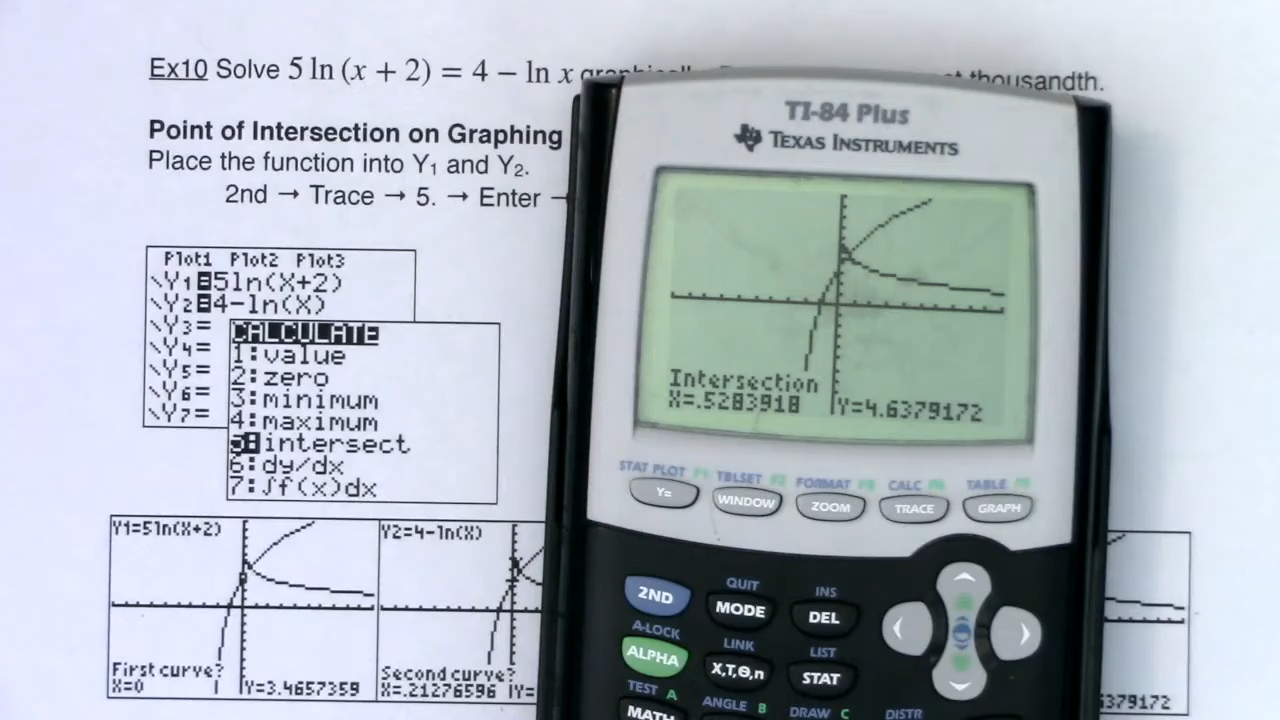 Ex10 Solve 5 ln (x + 2) = 4 − ln x graphically. thousandth.
Point of Intersection on Graphing
Place the function into Y₁ and Y₂.
2nd → Trace → 5. → Enter →
Plot1 Plot2 Plot3
\Y₁=5ln(X+2)
\Y₂=4-ln(X)
\Y₃=
\Y₄=
\Y₅=
\Y₆=
\Y₇=
CALCULATE
1:value
2:zero
3:minimum
4:maximum
5:intersect
6:dy/dx
7:∫f(x)dx
Y1=5ln(X+2)
First curve?
X=0 Y=3.4657359
Y2=4-ln(X)
Second curve?
X=.21276596 Y=
379172
TI-84 Plus
TEXAS INSTRUMENTS
Intersection
X=.5283918 Y=4.6379172
STAT PLOT F1 TBLSET F2 FORMAT F3 CALC F4 TABLE F5
Y= WINDOW ZOOM TRACE GRAPH
QUIT INS
2ND MODE DEL
A-LOCK LINK LIST
ALPHA X,T,Θ,n STAT
TEST A ANGLE B DRAW C DISTR
MATH